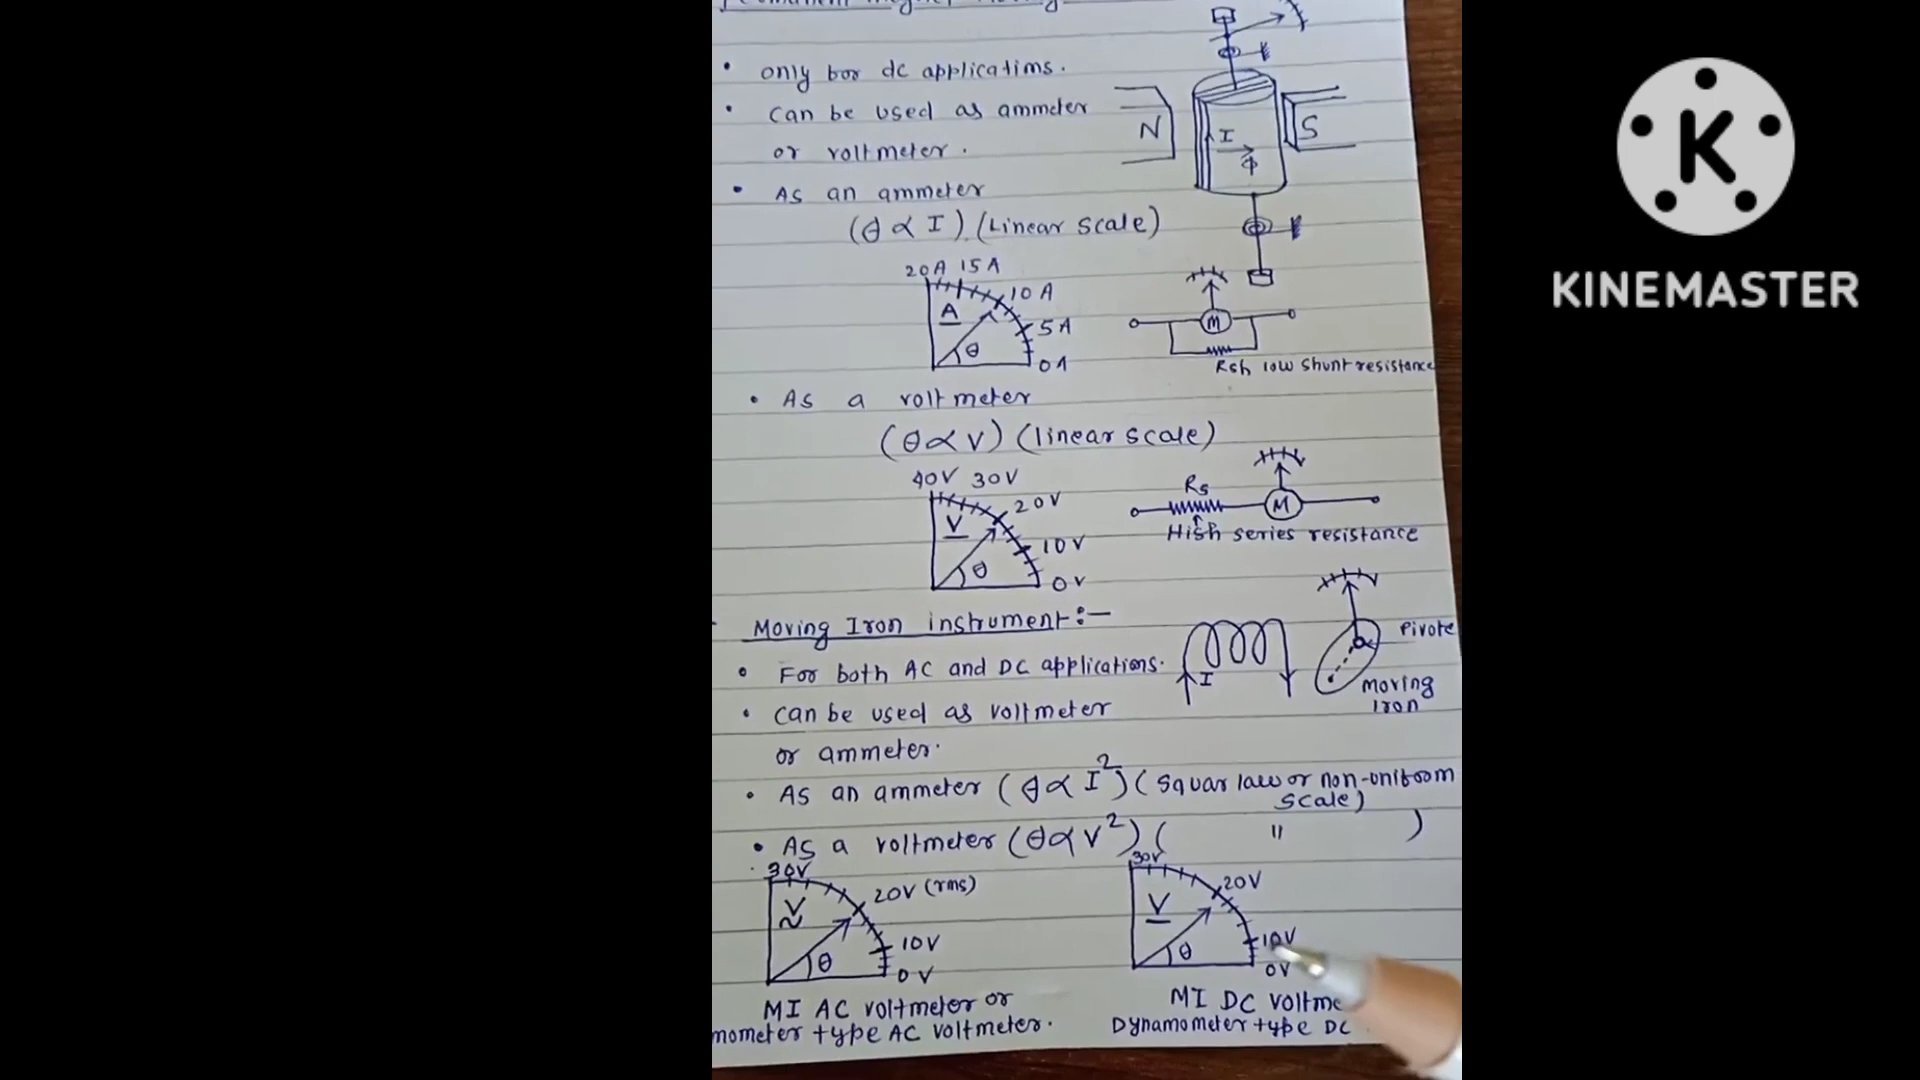 • only bor dc applications.
• can be used as ammeter
or voltmeter.
• As an ammeter
(θ ∝ I) (Linear scale)
N
I
ϕ
S
20A 15A
10A
5A
0A
A
θ
M
Rsh low shunt resistance
• As a voltmeter
(θ ∝ V) (linear scale)
40V 30V
20V
10V
0V
V
θ
Rs
M
High series resistance
Moving Iron instrument:-
• For both AC and DC applications.
• can be used as voltmeter
or ammeter.
I
Pivote
Moving
Iron
• As an ammeter (θ ∝ I²) (Squar law or non-uniform
scale)
• As a voltmeter (θ ∝ V²) ( " )
30V
20V (rms)
10V
0V
V
~
θ
30V
20V
10V
0V
V
θ
MI AC voltmeter or
mometer type AC voltmeter.
MI DC voltme
Dynamometer type DC
K
KINEMASTER